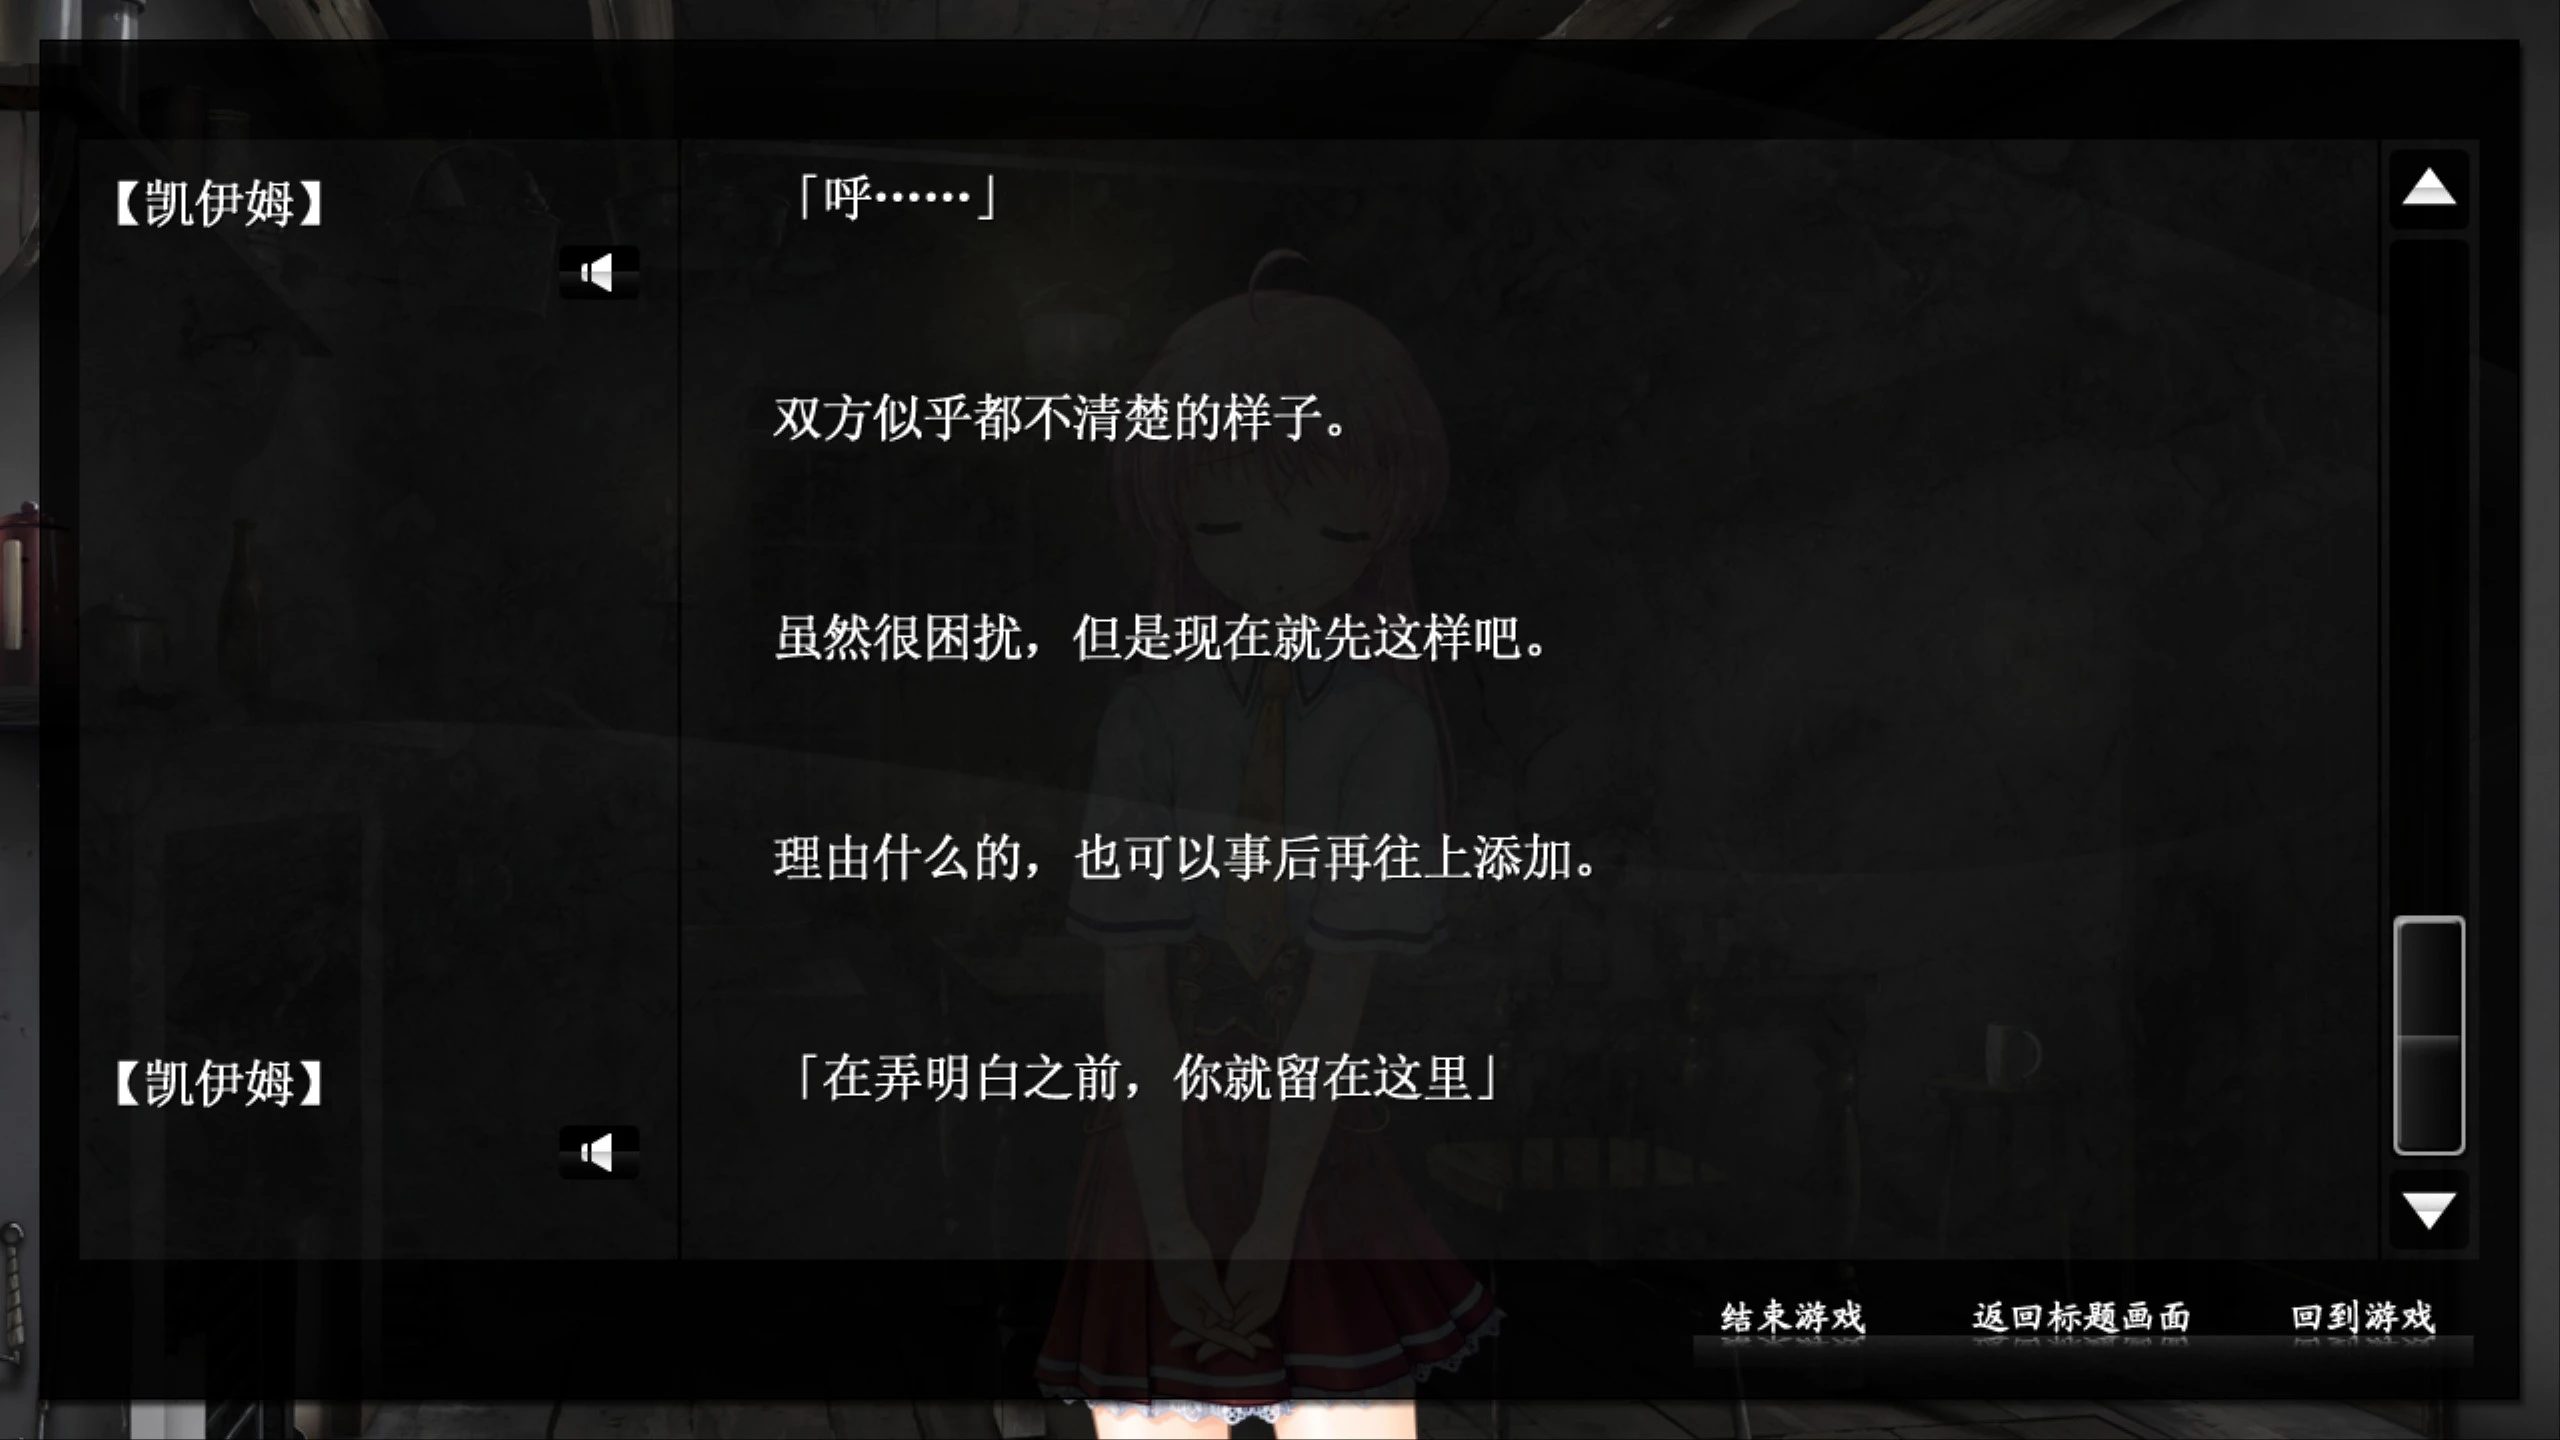 【凯伊姆】
「呼……」
双方似乎都不清楚的样子。
虽然很困扰，但是现在就先这样吧。
理由什么的，也可以事后再往上添加。
【凯伊姆】
「在弄明白之前，你就留在这里」
结束游戏
返回标题画面
回到游戏